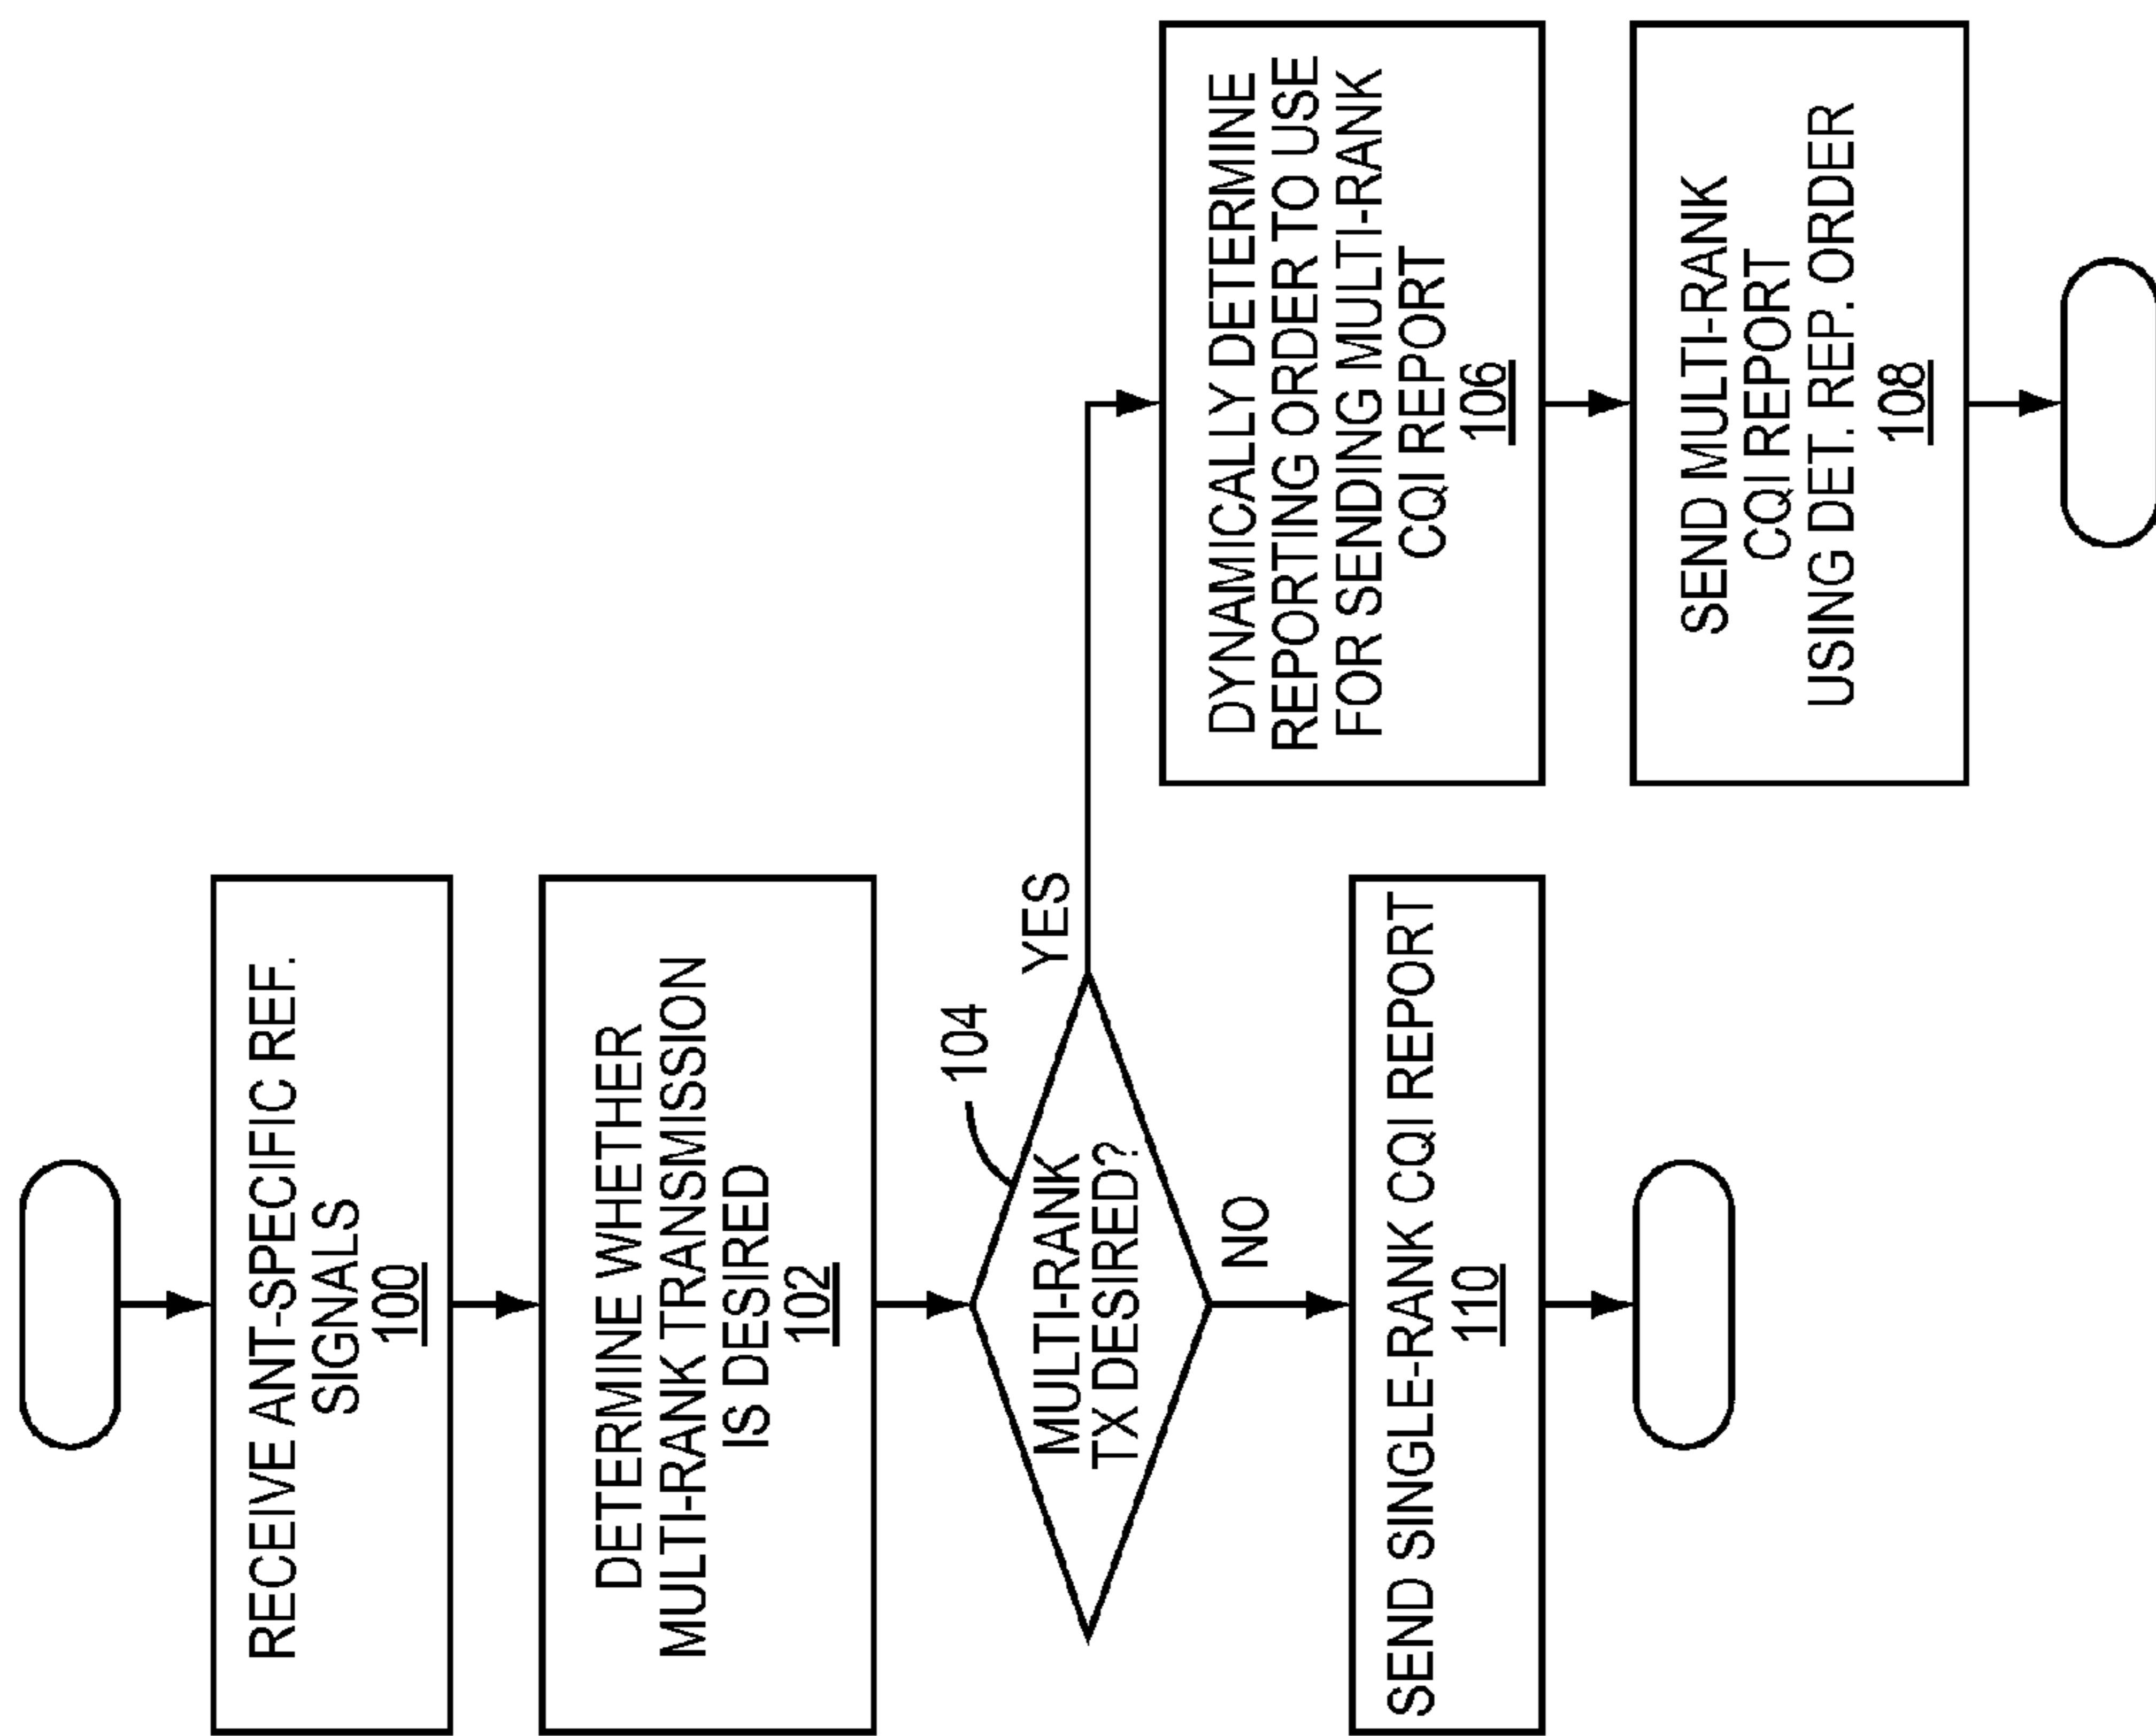 RECEIVE ANT-SPECIFIC REF.
SIGNALS
100
DETERMINE WHETHER
MULTI-RANK TRANSMISSION
IS DESIRED
102
104
MULTI-RANK
TX DESIRED?
YES
NO
DYNAMICALLY DETERMINE
REPORTING ORDER TO USE
FOR SENDING MULTI-RANK
CQI REPORT
106
SEND MULTI-RANK
CQI REPORT
USING DET. REP. ORDER
108
SEND SINGLE-RANK CQI REPORT
110